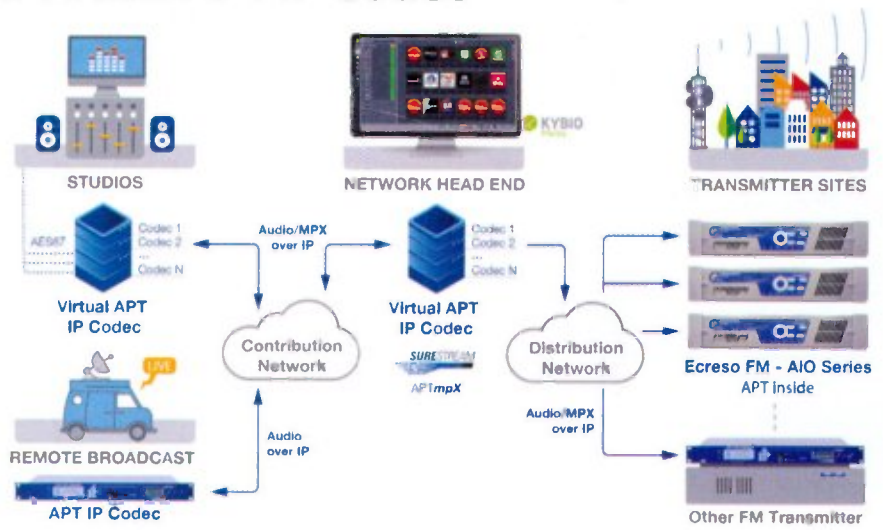 KYBIO
STUDIOS
NETWORK HEAD END
TRANSMITTER SITES
AES67
Codec 1
Codec 2
...
Codec N
Audio/MPX
over IP
Codec 1
Codec 2
...
Codec N
Virtual APT
IP Codec
Virtual APT
IP Codec
Contribution
Network
SURESTREAM
APTmpX
Distribution
Network
Ecreso FM - AIO Series
APT inside
LIVE
Audio
over IP
Audio/MPX
over IP
REMOTE BROADCAST
APT IP Codec
Other FM Transmitter